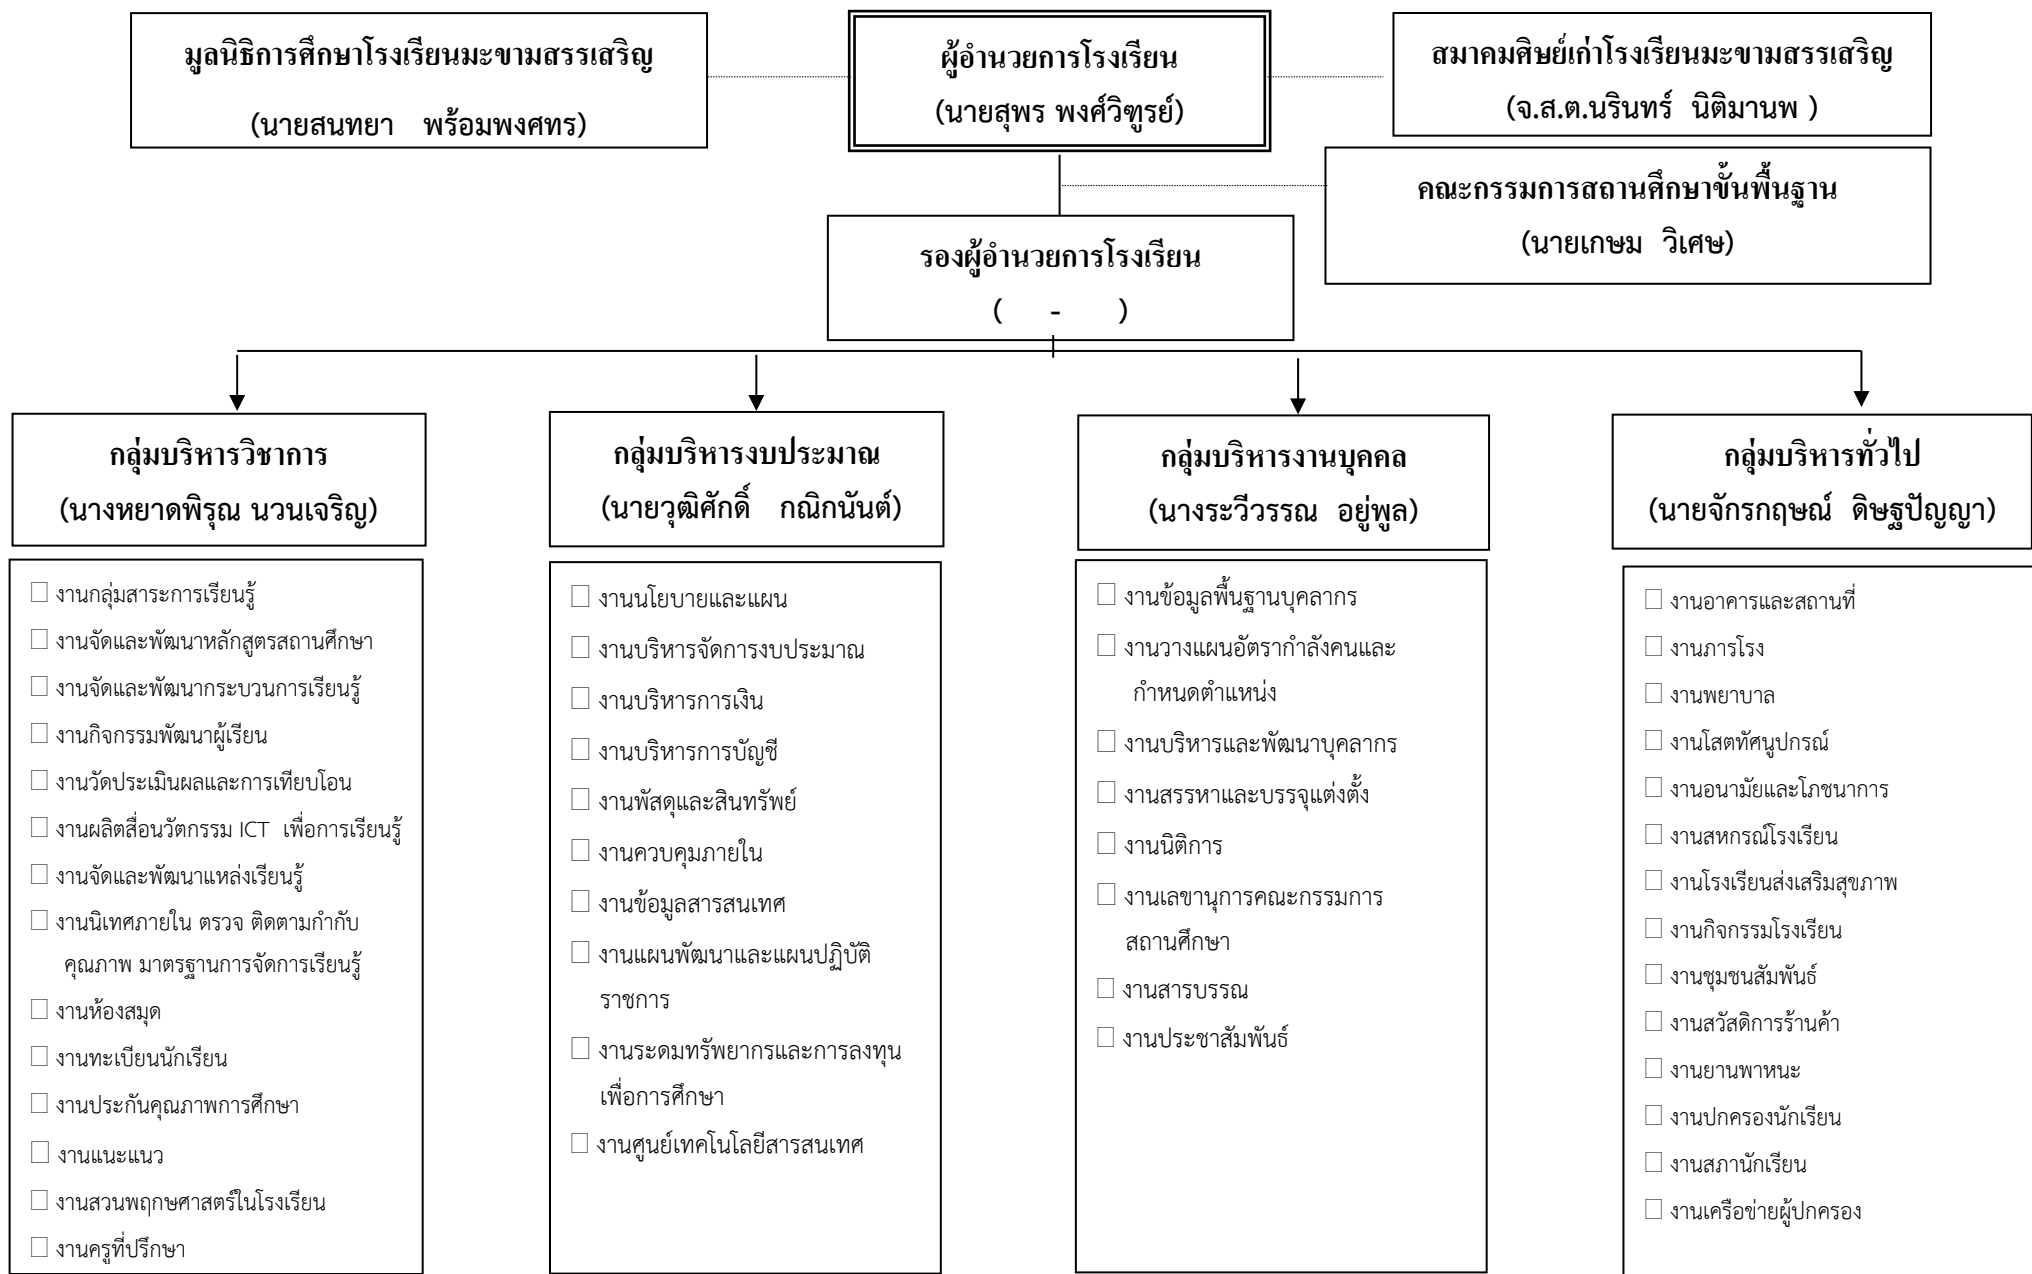 มูลนิธิการศึกษาโรงเรียนมะขามสรรเสริญ
(นายสนทยา พร้อมพงศทร)
ผู้อำนวยการโรงเรียน
(นายสุพร พงศ์วิฑูรย์)
สมาคมศิษย์เก่าโรงเรียนมะขามสรรเสริญ
(จ.ส.ต.นรินทร์ นิติมานพ )
คณะกรรมการสถานศึกษาขั้นพื้นฐาน
(นายเกษม วิเศษ)
รองผู้อำนวยการโรงเรียน
( - )
กลุ่มบริหารวิชาการ
(นางหยาดพิรุณ นวนเจริญ)
กลุ่มบริหารงบประมาณ
(นายวุฒิศักดิ์ กณิกนันต์)
กลุ่มบริหารงานบุคคล
(นางระวีวรรณ อยู่พูล)
กลุ่มบริหารทั่วไป
(นายจักรกฤษณ์ ดิษฐปัญญา)
□ งานกลุ่มสาระการเรียนรู้
□ งานจัดและพัฒนาหลักสูตรสถานศึกษา
□ งานจัดและพัฒนากระบวนการเรียนรู้
□ งานกิจกรรมพัฒนาผู้เรียน
□ งานวัดประเมินผลและการเทียบโอน
□ งานผลิตสื่อนวัตกรรม ICT เพื่อการเรียนรู้
□ งานจัดและพัฒนาแหล่งเรียนรู้
□ งานนิเทศภายใน ตรวจ ติดตามกำกับ
คุณภาพ มาตรฐานการจัดการเรียนรู้
□ งานห้องสมุด
□ งานทะเบียนนักเรียน
□ งานประกันคุณภาพการศึกษา
□ งานแนะแนว
□ งานสวนพฤกษศาสตร์ในโรงเรียน
□ งานครูที่ปรึกษา
□ งานนโยบายและแผน
□ งานบริหารจัดการงบประมาณ
□ งานบริหารการเงิน
□ งานบริหารการบัญชี
□ งานพัสดุและสินทรัพย์
□ งานควบคุมภายใน
□ งานข้อมูลสารสนเทศ
□ งานแผนพัฒนาและแผนปฏิบัติ
ราชการ
□ งานระดมทรัพยากรและการลงทุน
เพื่อการศึกษา
□ งานศูนย์เทคโนโลยีสารสนเทศ
□ งานข้อมูลพื้นฐานบุคลากร
□ งานวางแผนอัตรากำลังคนและ
กำหนดตำแหน่ง
□ งานบริหารและพัฒนาบุคลากร
□ งานสรรหาและบรรจุแต่งตั้ง
□ งานนิติการ
□ งานเลขานุการคณะกรรมการ
สถานศึกษา
□ งานสารบรรณ
□ งานประชาสัมพันธ์
□ งานอาคารและสถานที่
□ งานภารโรง
□ งานพยาบาล
□ งานโสตทัศนูปกรณ์
□ งานอนามัยและโภชนาการ
□ งานสหกรณ์โรงเรียน
□ งานโรงเรียนส่งเสริมสุขภาพ
□ งานกิจกรรมโรงเรียน
□ งานชุมชนสัมพันธ์
□ งานสวัสดิการร้านค้า
□ งานยานพาหนะ
□ งานปกครองนักเรียน
□ งานสภานักเรียน
□ งานเครือข่ายผู้ปกครอง